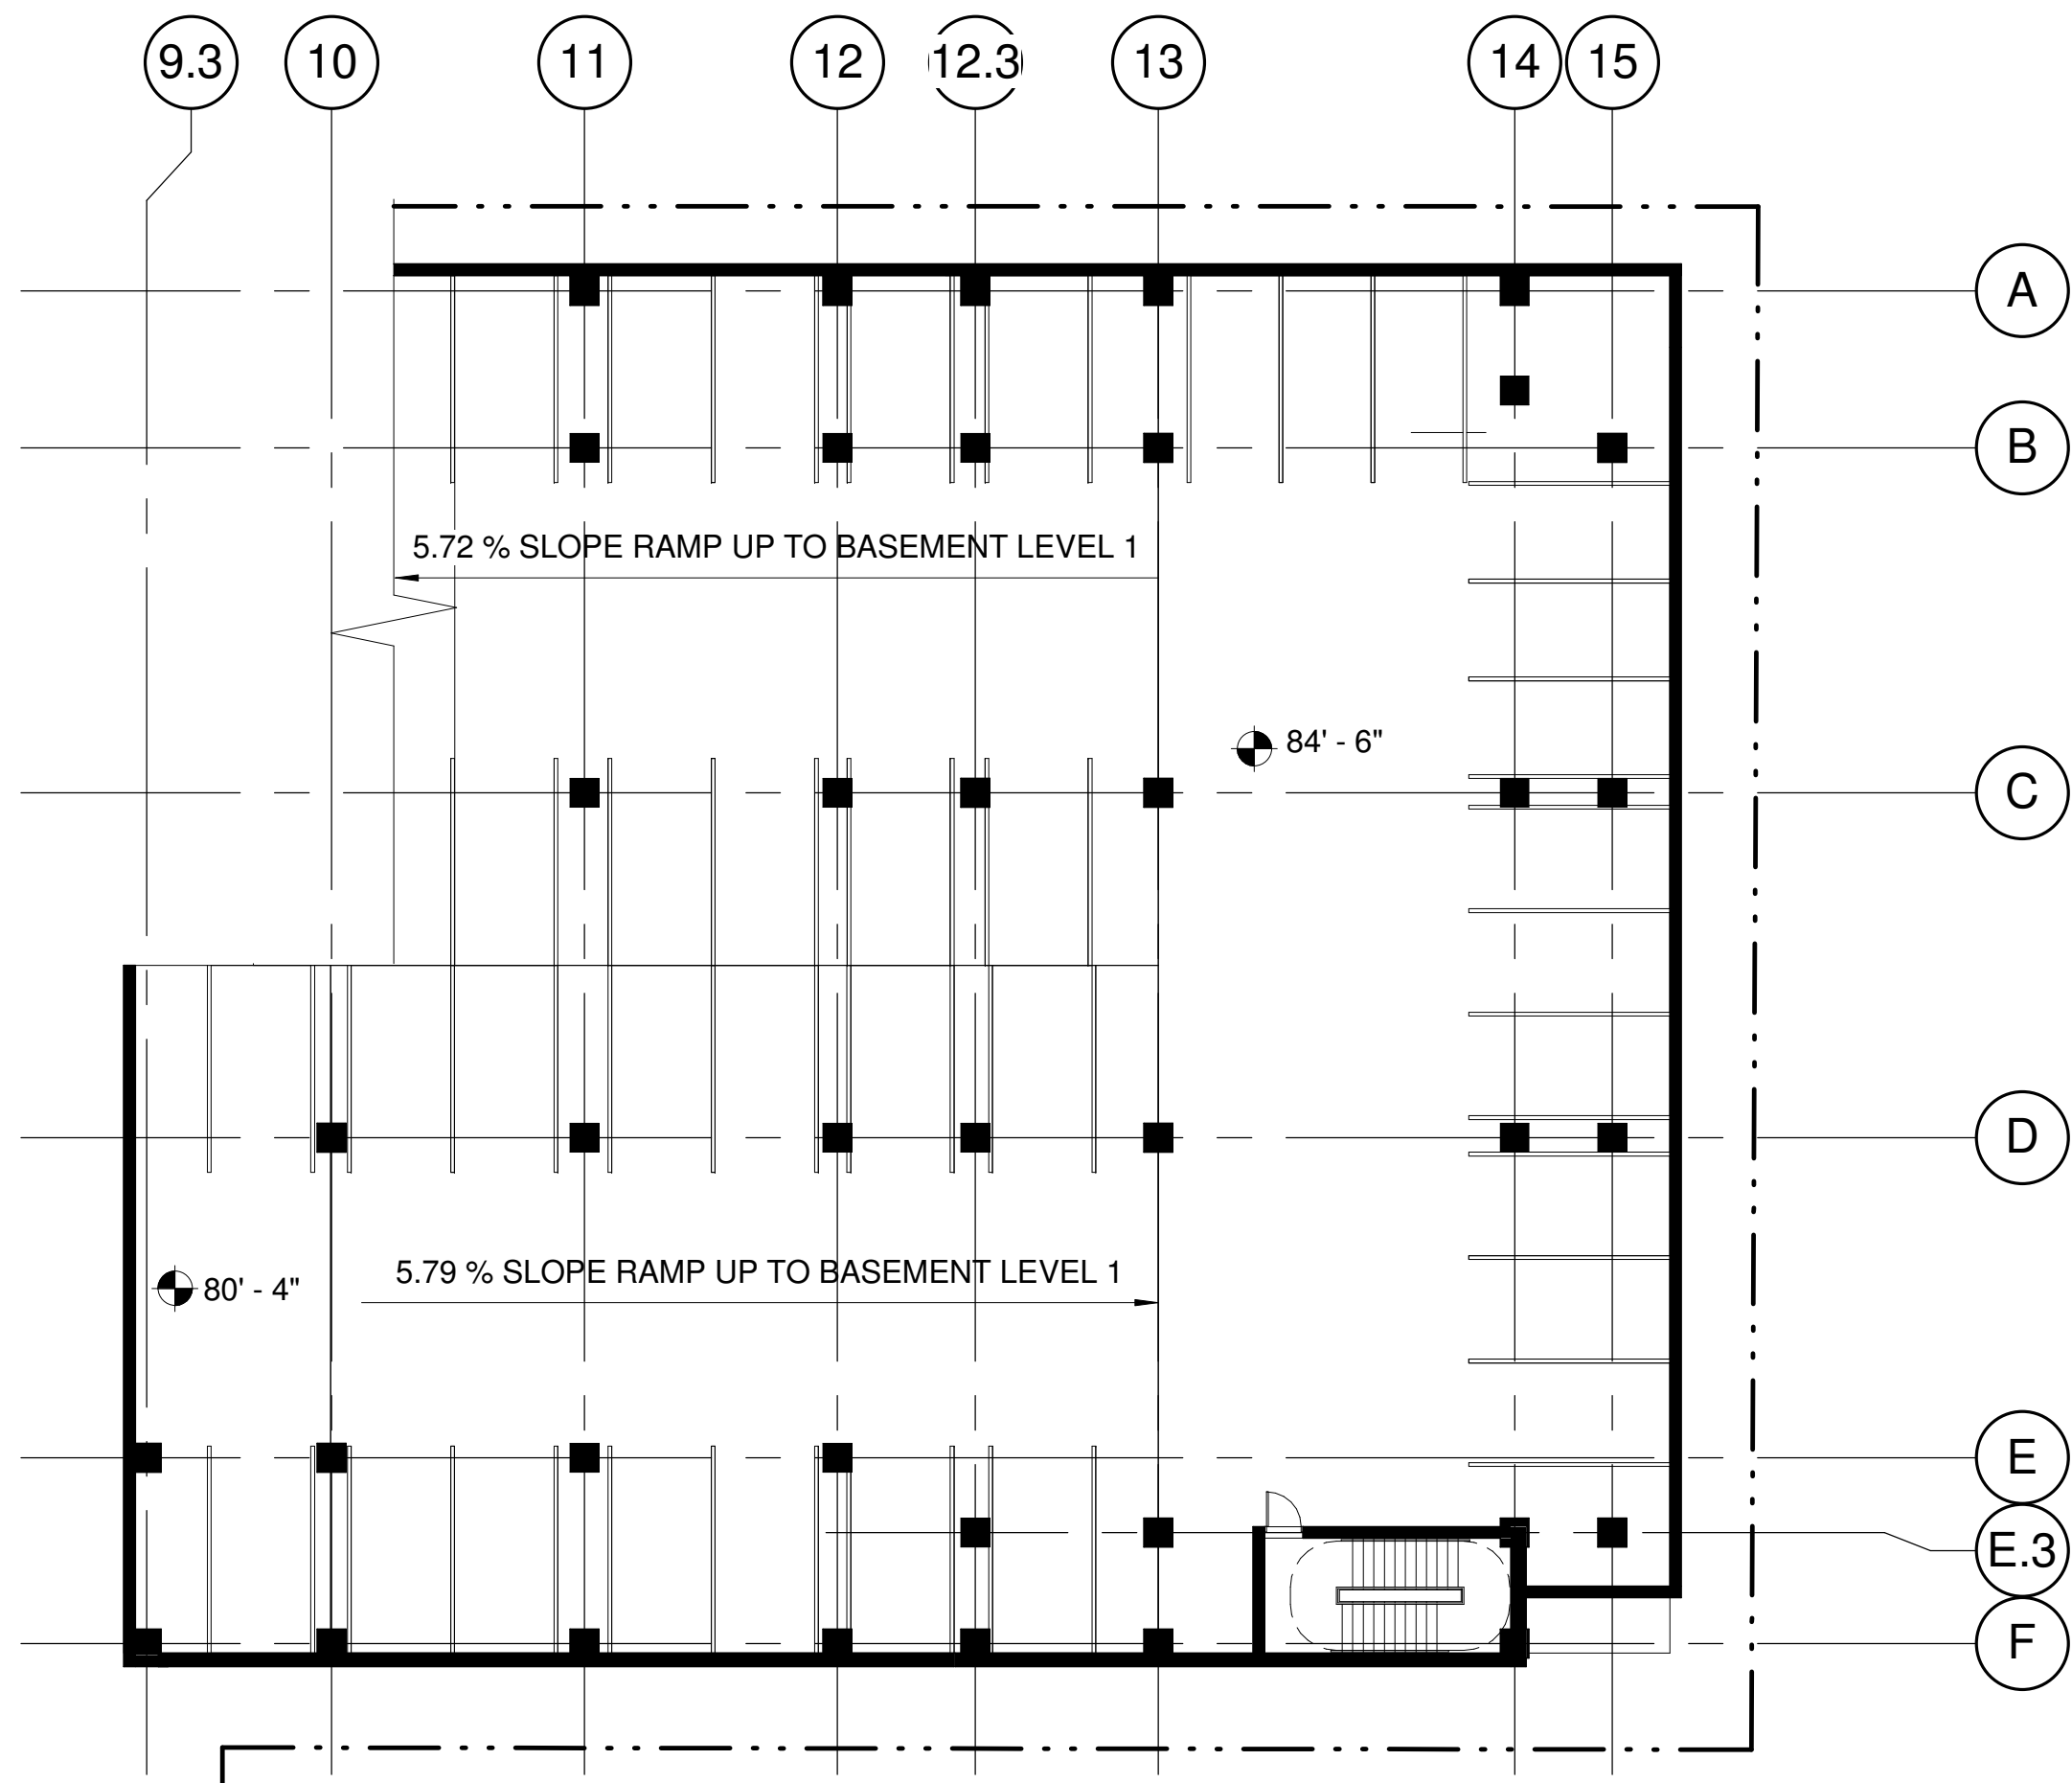 9.3 10 11 12 12.3 13 14 15
A
B
5.72 % SLOPE RAMP UP TO BASEMENT LEVEL 1
84' - 6"
C
D
5.79 % SLOPE RAMP UP TO BASEMENT LEVEL 1
80' - 4"
E
E.3
F